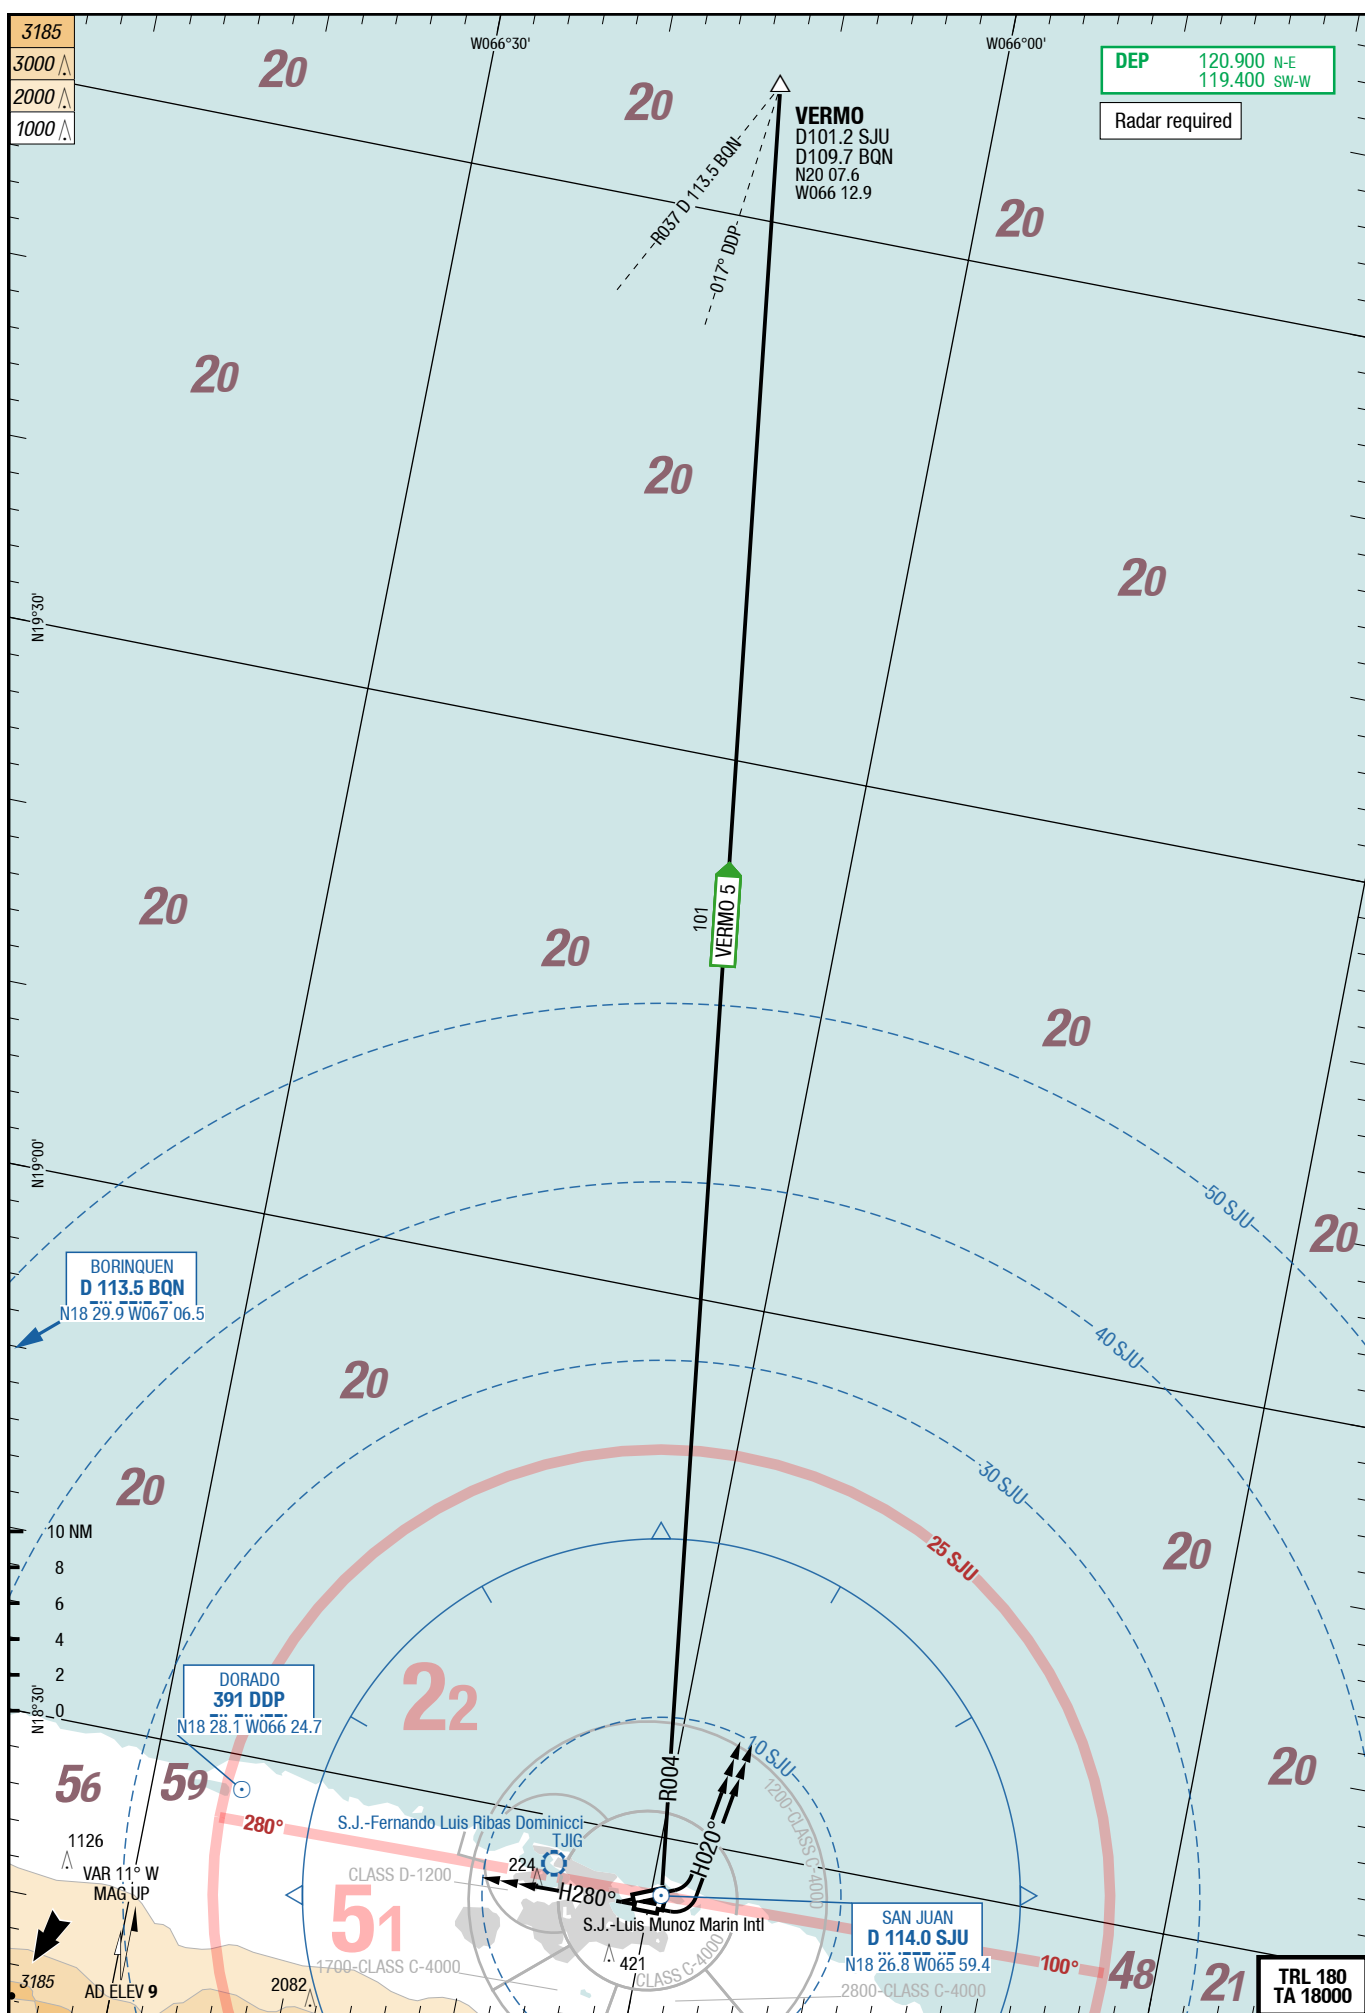 3185
3000
2000
1000
W066°30'
W066°00'
DEP 120.900 N-E
119.400 SW-W
Radar required
20
20
20
VERMO
D101.2 SJU
D109.7 BQN
N20 07.6
W066 12.9
R037 D 113.5 BQN
017° DDP
20
20
20
N19°30'
20
20
101
VERMO 5
20
N19°00'
50 SJU
20
BORINQUEN
D 113.5 BQN
N18 29.9 W067 06.5
40 SJU
20
20
30 SJU
25 SJU
20
10 NM
8
6
4
2
0
N18°30'
DORADO
391 DDP
N18 28.1 W066 24.7
22
10 SJU
R004
20
56
59
280°
1200-CLASS C-4000
S.J.-Fernando Luis Ribas Dominicci
TJIG
H020°
1126
224
VAR 11° W
MAG UP
CLASS D-1200
H280°
51
S.J.-Luis Munoz Marin Intl
SAN JUAN
D 114.0 SJU
N18 26.8 W065 59.4
421
CLASS C-4000
1700-CLASS C-4000
100°
48
21
3185
AD ELEV 9
2082
2800-CLASS C-4000
TRL 180
TA 18000